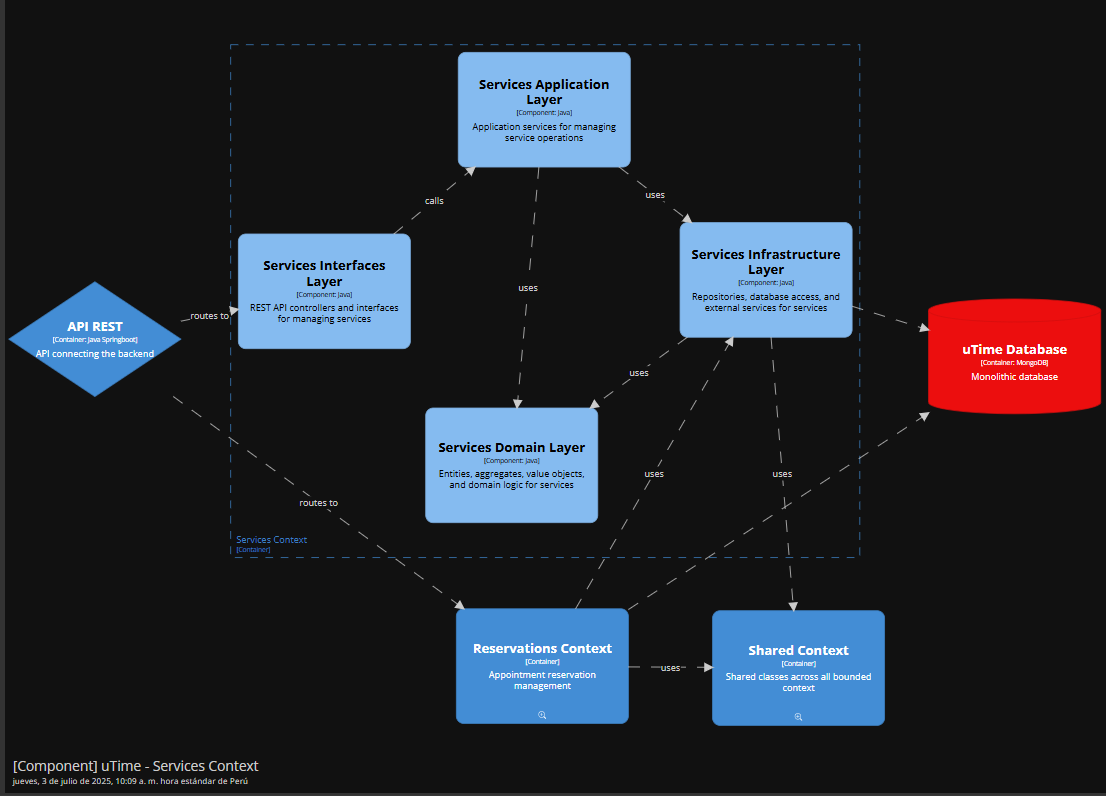 Services Application
Layer
[Component: Java]
Application services for managing
service operations
calls
uses
Services Interfaces
Layer
[Component: Java]
REST API controllers and interfaces
for managing services
Services Infrastructure
Layer
[Component: Java]
Repositories, database access, and
external services for services
uses
API REST
[Container: Java Springboot]
API connecting the backend
routes to
uTime Database
[Container: MongoDB]
Monolithic database
uses
Services Domain Layer
[Component: Java]
Entities, aggregates, value objects,
and domain logic for services
uses
uses
routes to
Services Context
[Container]
Reservations Context
[Container]
Appointment reservation
management
uses
Shared Context
[Container]
Shared classes across all bounded
context
[Component] uTime - Services Context
jueves, 3 de julio de 2025, 10:09 a. m. hora estándar de Perú